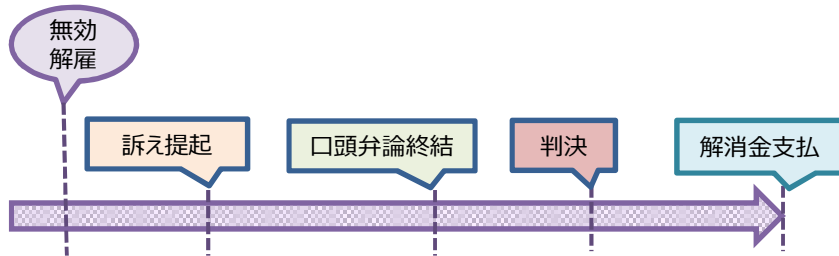 無効
解雇
訴え提起
口頭弁論終結
判決
解消金支払